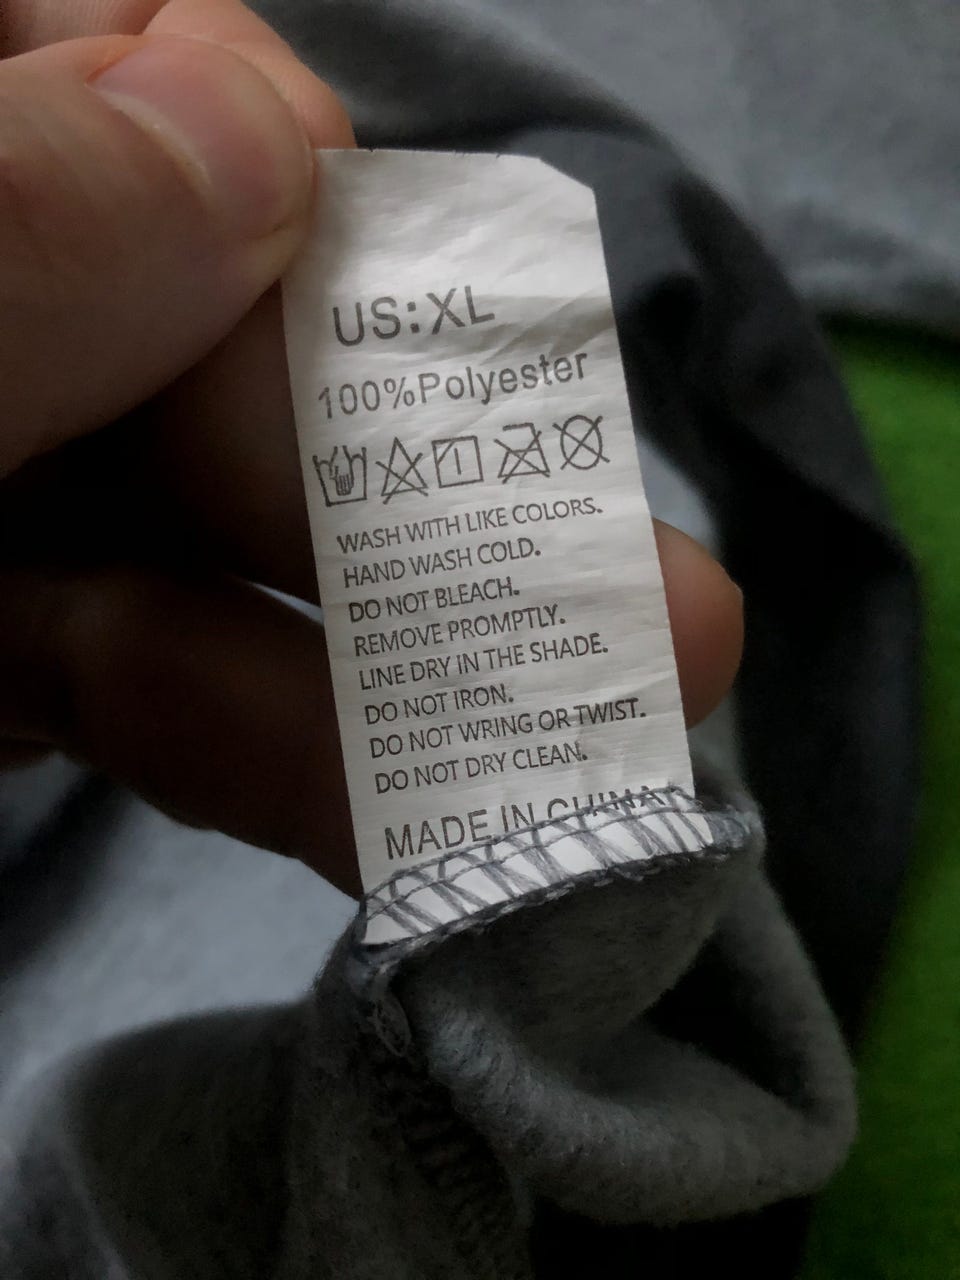 US:XL
100%Polyester
WASH WITH LIKE COLORS.
HAND WASH COLD.
DO NOT BLEACH.
REMOVE PROMPTLY.
LINE DRY IN THE SHADE.
DO NOT IRON.
DO NOT WRING OR TWIST.
DO NOT DRY CLEAN.
MADE IN CHINA